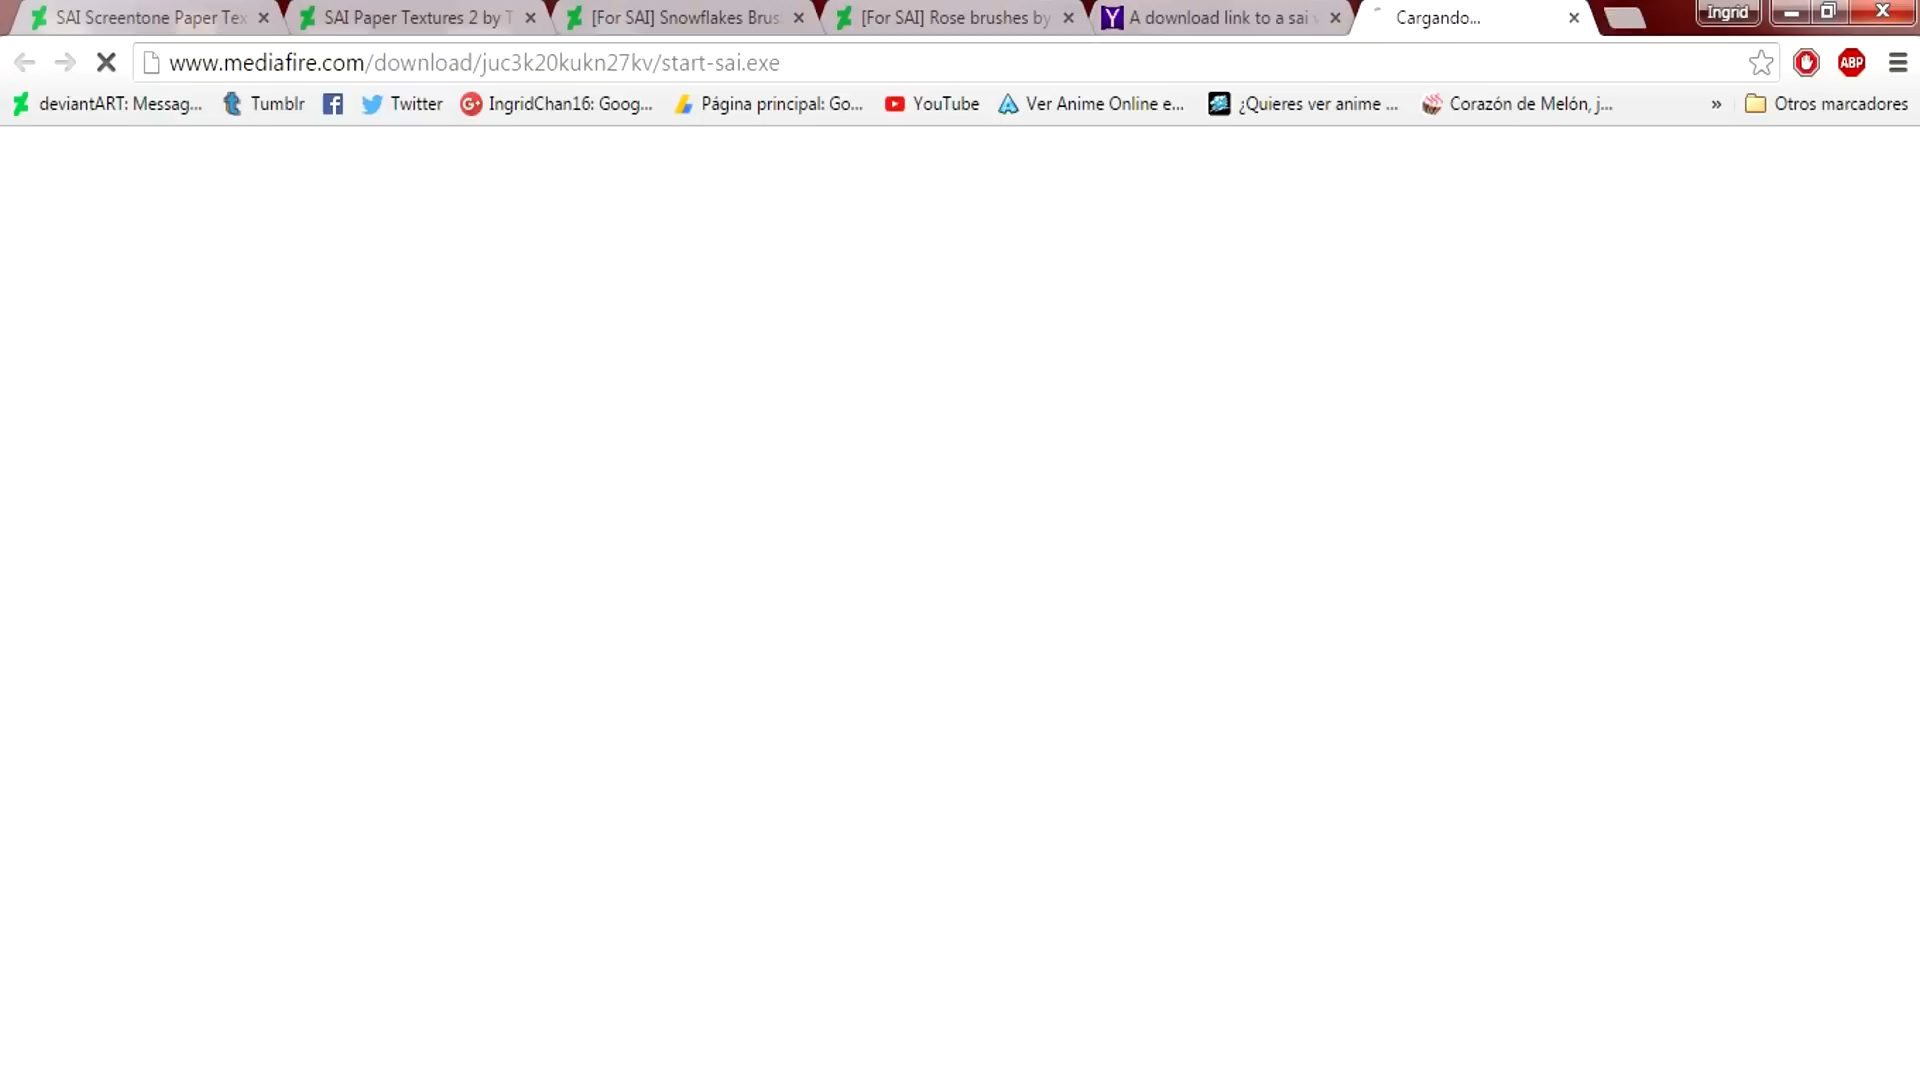 SAI Screentone Paper Tex
SAI Paper Textures 2 by T
[For SAI] Snowflakes Brus
[For SAI] Rose brushes by
A download link to a sai v
Cargando...
Ingrid
www.mediafire.com/download/juc3k20kukn27kv/start-sai.exe
ABP
deviantART: Messag...
Tumblr
Twitter
IngridChan16: Goog...
Página principal: Go...
YouTube
Ver Anime Online e...
¿Quieres ver anime ...
Corazón de Melón, j...
»
Otros marcadores